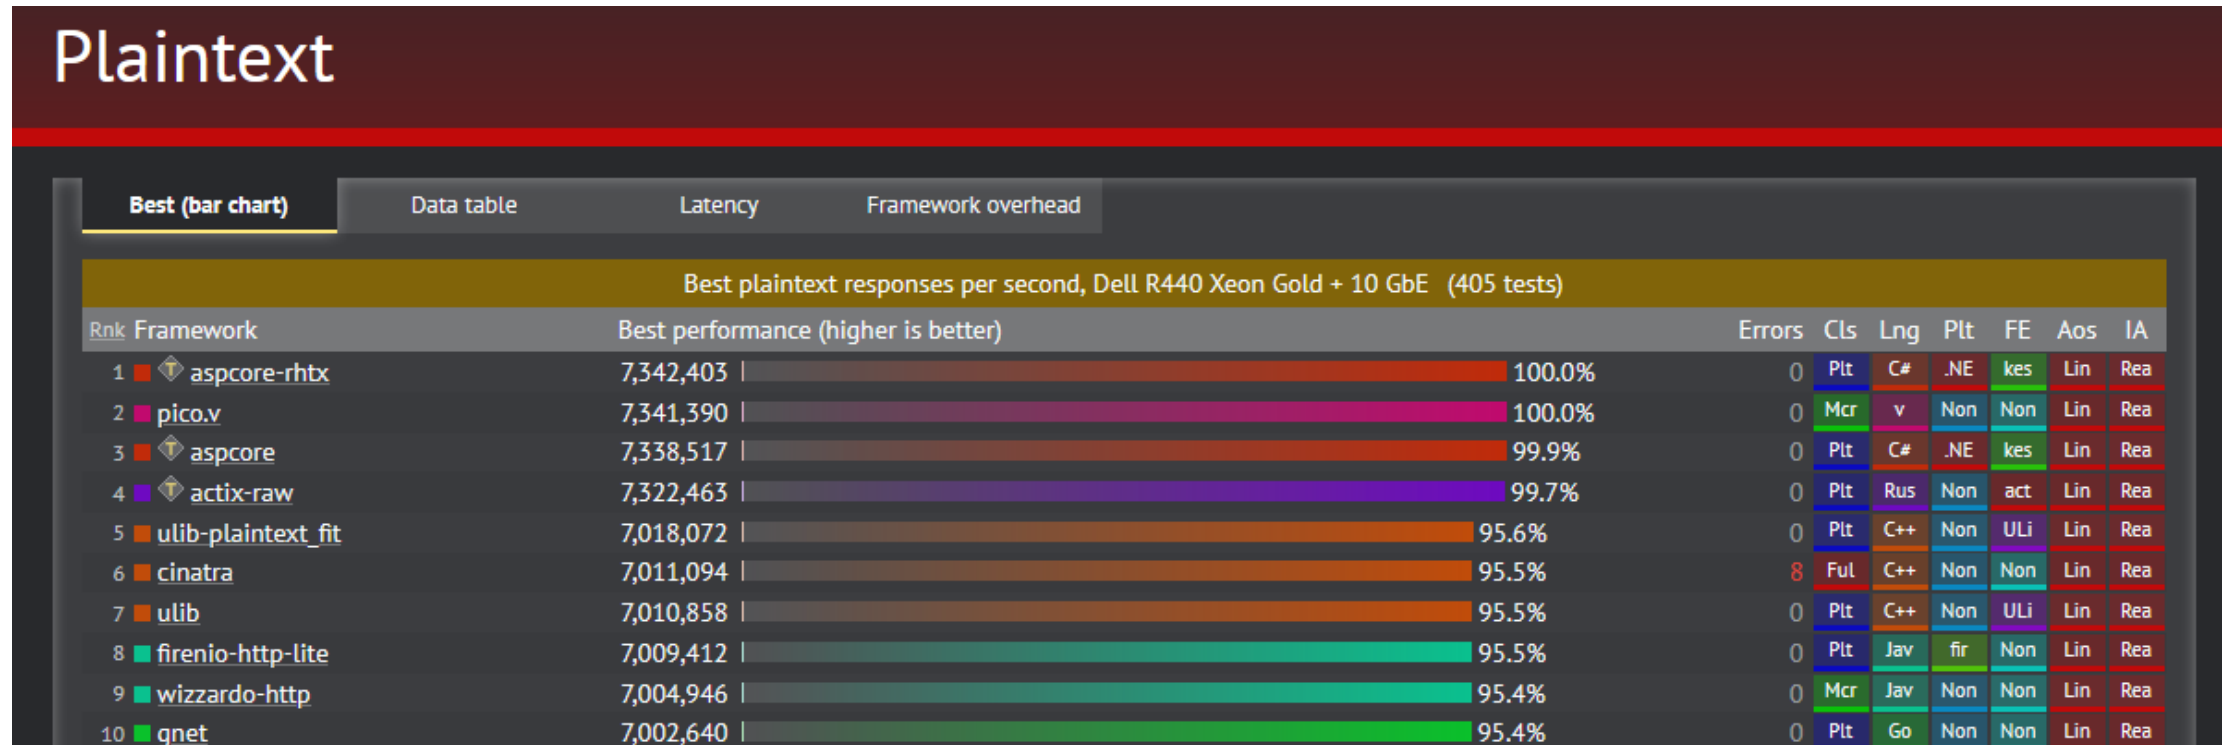 Plaintext
Best (bar chart) Data table Latency Framework overhead
Best plaintext responses per second, Dell R440 Xeon Gold + 10 GbE (405 tests)
Rnk Framework Best performance (higher is better) Errors Cls Lng Plt FE Aos IA
1 T aspcore-rhtx 7,342,403 100.0% 0 Plt C# .NE kes Lin Rea
2 pico.v 7,341,390 100.0% 0 Mcr v Non Non Lin Rea
3 T aspcore 7,338,517 99.9% 0 Plt C# .NE kes Lin Rea
4 T actix-raw 7,322,463 99.7% 0 Plt Rus Non act Lin Rea
5 ulib-plaintext_fit 7,018,072 95.6% 0 Plt C++ Non ULi Lin Rea
6 cinatra 7,011,094 95.5% 8 Ful C++ Non Non Lin Rea
7 ulib 7,010,858 95.5% 0 Plt C++ Non ULi Lin Rea
8 firenio-http-lite 7,009,412 95.5% 0 Plt Jav fir Non Lin Rea
9 wizzardo-http 7,004,946 95.4% 0 Mcr Jav Non Non Lin Rea
10 gnet 7,002,640 95.4% 0 Plt Go Non Non Lin Rea